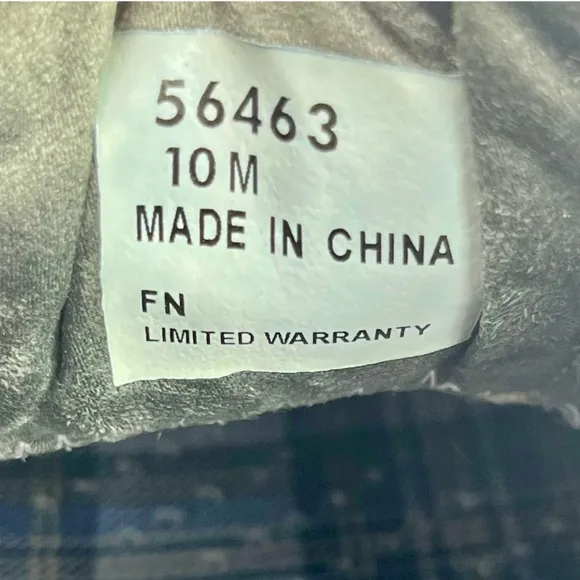 56463
10 M
MADE IN CHINA
FN
LIMITED WARRANTY